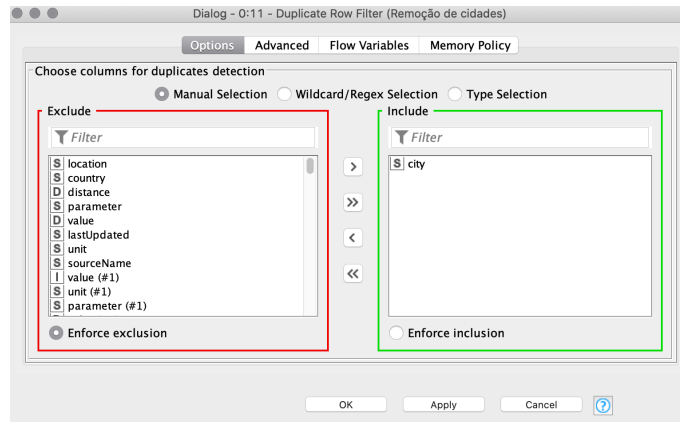 Dialog - 0:11 - Duplicate Row Filter (Remoção de cidades)
Options Advanced Flow Variables Memory Policy
Choose columns for duplicates detection
Manual Selection Wildcard/Regex Selection Type Selection
Exclude
Filter
S location
S country
D distance
S parameter
D value
S lastUpdated
S unit
S sourceName
I value (#1)
S unit (#1)
S parameter (#1)
Enforce exclusion
>
>>
<
<<
Include
Filter
S city
Enforce inclusion
OK Apply Cancel ?